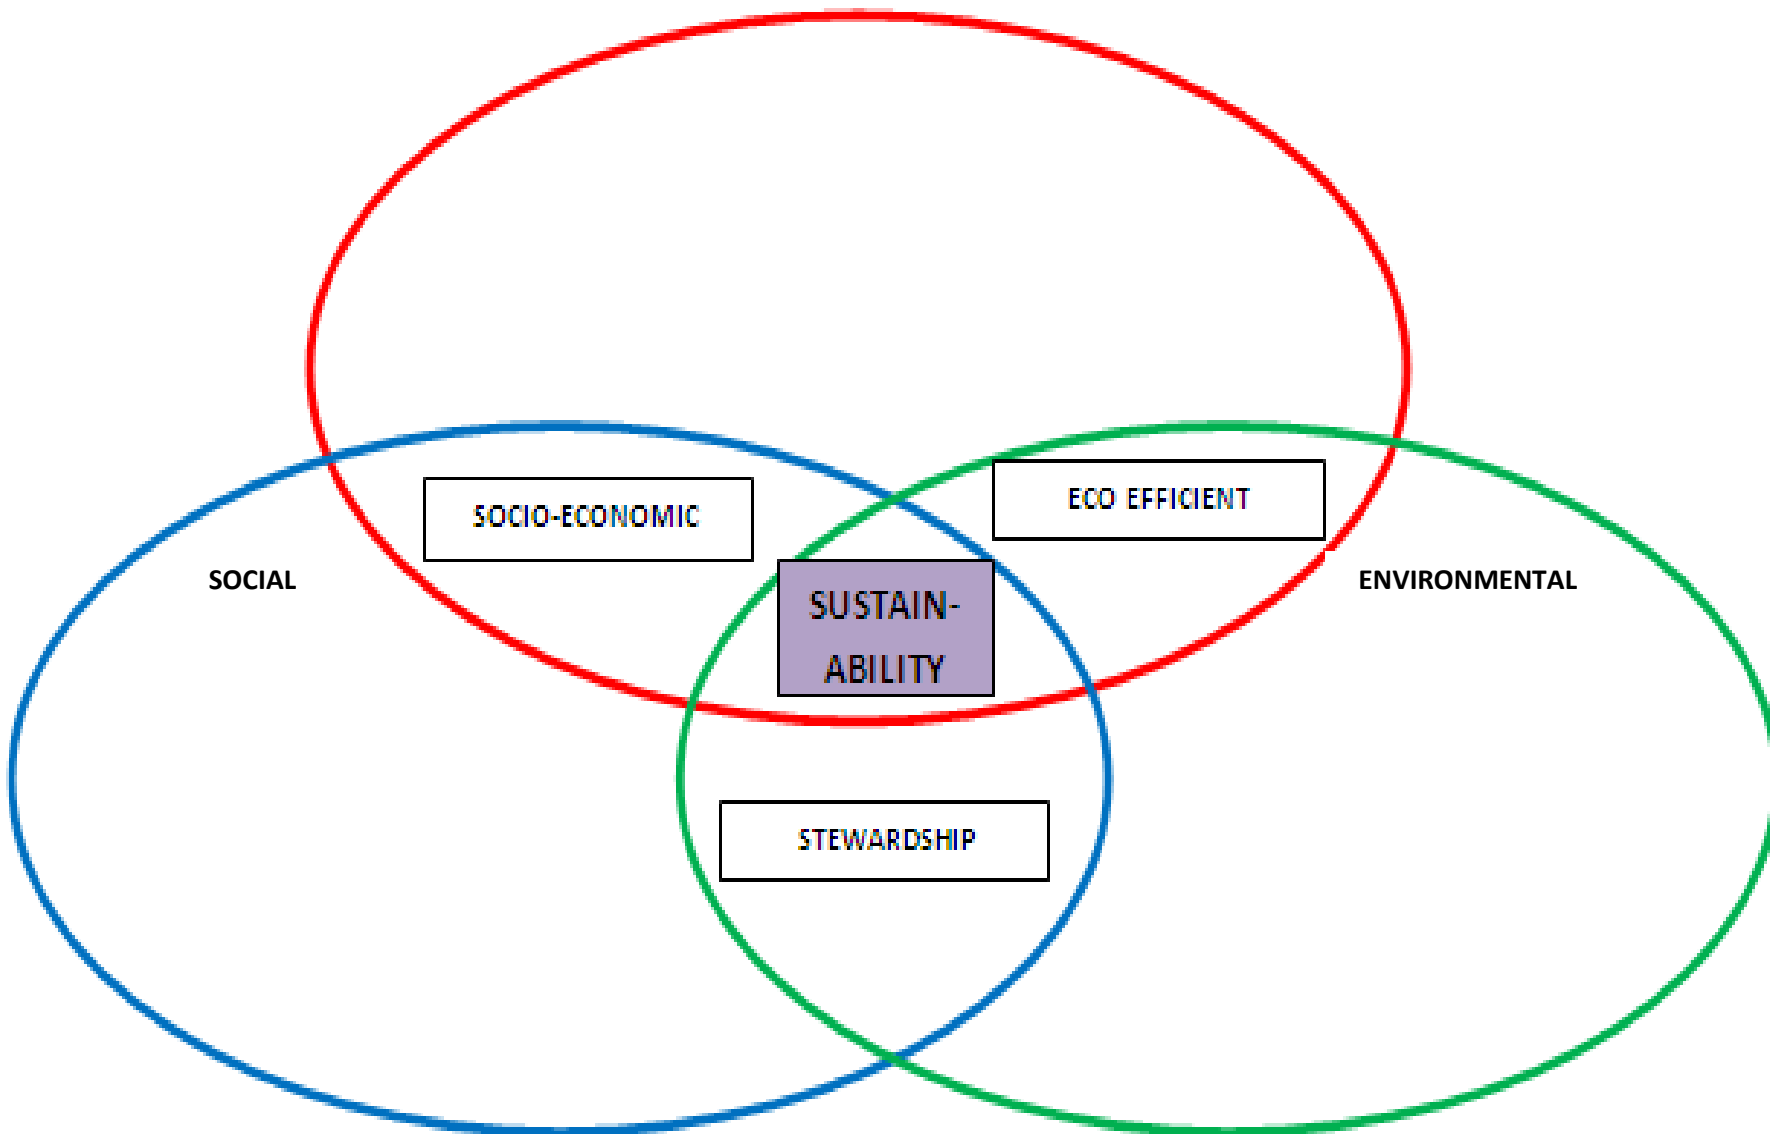 SOCIO-ECONOMIC
ECO EFFICIENT
SOCIAL
SUSTAIN-
ABILITY
ENVIRONMENTAL
STEWARDSHIP